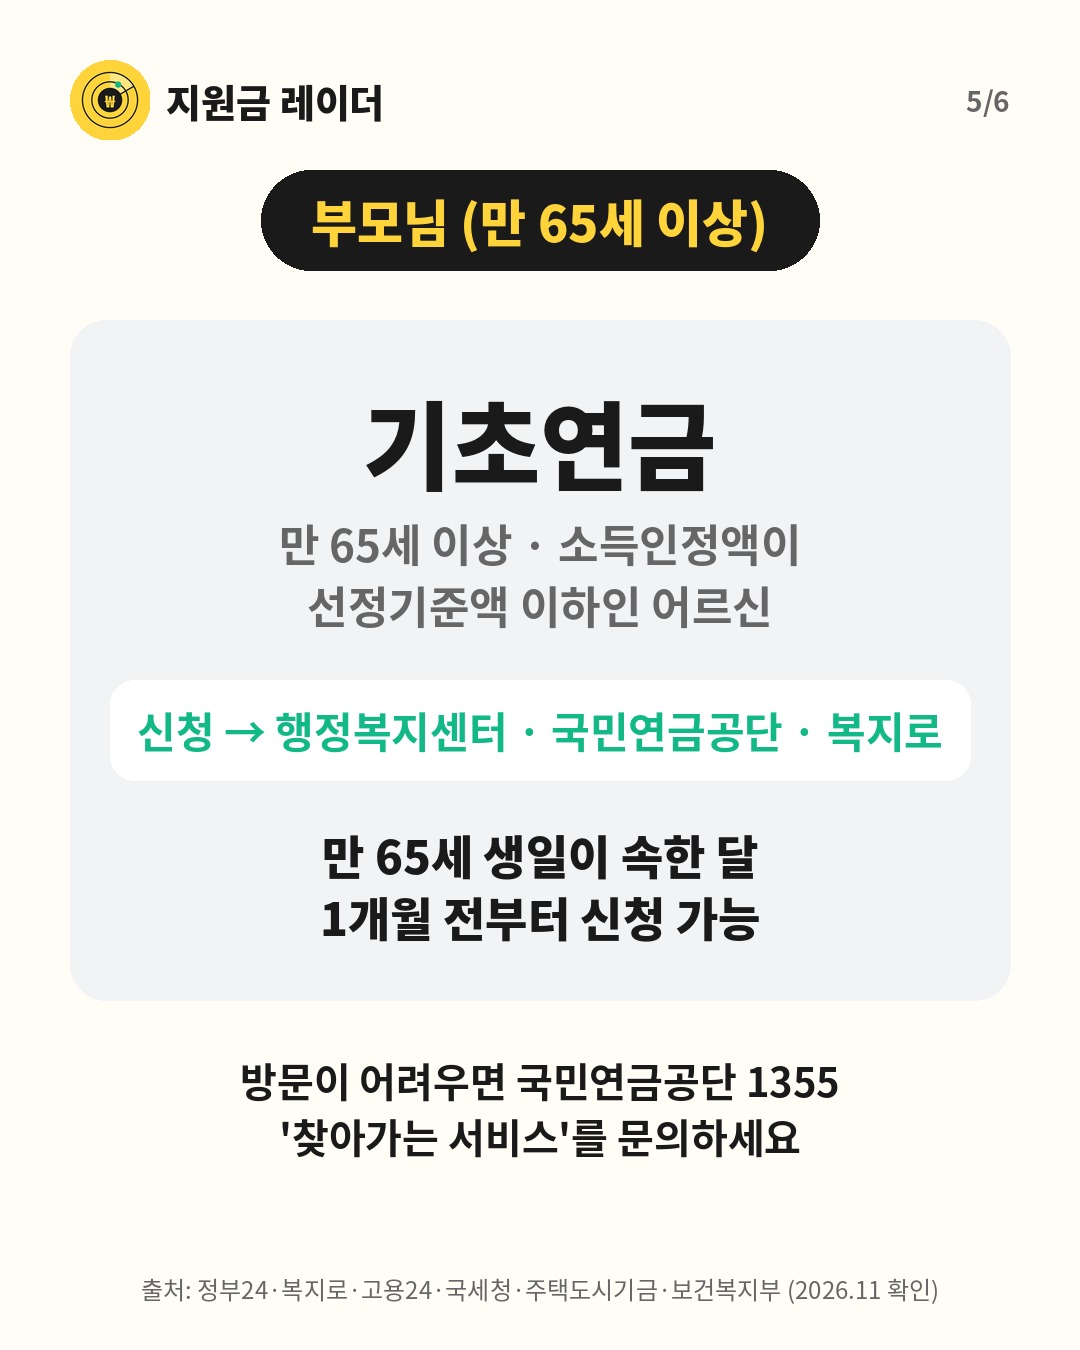 ₩
지원금 레이더
5/6
부모님 (만 65세 이상)
기초연금
만 65세 이상 · 소득인정액이
선정기준액 이하인 어르신
신청 → 행정복지센터 · 국민연금공단 · 복지로
만 65세 생일이 속한 달
1개월 전부터 신청 가능
방문이 어려우면 국민연금공단 1355
'찾아가는 서비스'를 문의하세요
출처: 정부24·복지로·고용24·국세청·주택도시기금·보건복지부 (2026.11 확인)